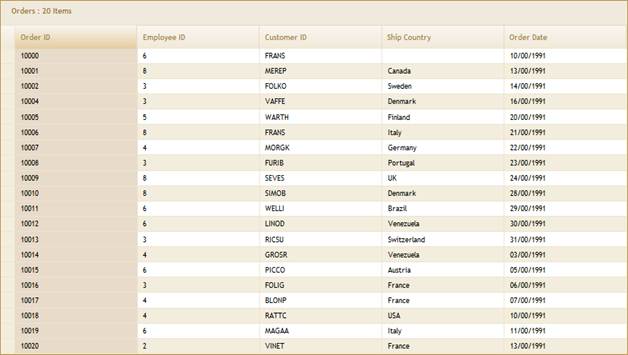 Orders : 20 Items
Order ID Employee ID Customer ID Ship Country Order Date
10000 6 FRANS 10/00/1991
10001 8 MEREP Canada 13/00/1991
10002 3 FOLKO Sweden 14/00/1991
10004 3 VAFFE Denmark 16/00/1991
10005 5 WARTH Finland 20/00/1991
10006 8 FRANS Italy 21/00/1991
10007 4 MORGK Germany 22/00/1991
10008 3 FURIB Portugal 23/00/1991
10009 8 SEVES UK 24/00/1991
10010 8 SIMOB Denmark 28/00/1991
10011 6 WELLI Brazil 29/00/1991
10012 6 LINOD Venezuela 30/00/1991
10013 3 RICSU Switzerland 31/00/1991
10014 4 GROSR Venezuela 03/00/1991
10015 6 PICCO Austria 05/00/1991
10016 3 FOLIG France 06/00/1991
10017 4 BLONP France 07/00/1991
10018 4 RATTC USA 10/00/1991
10019 6 MAGAA Italy 11/00/1991
10020 2 VINET France 13/00/1991